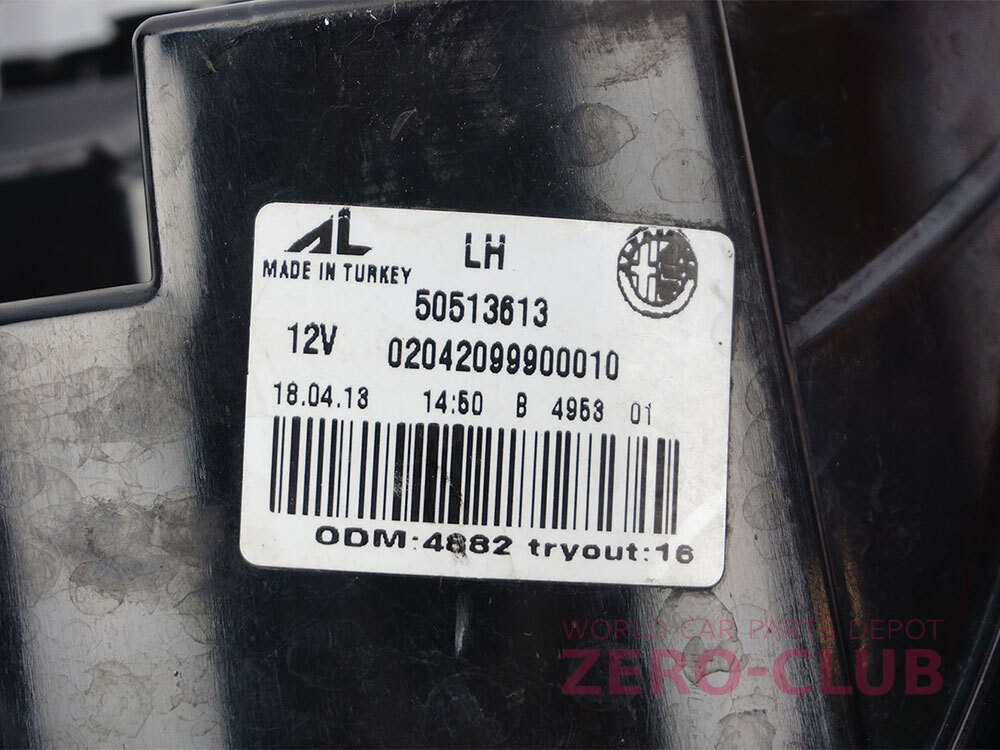 AL LH
MADE IN TURKEY
50513613
12V 02042099900010
18.04.13 14:50 B 4953 01
ODM:4882 tryout:16
WORLD CAR PARTS DEPOT
ZERO-CLUB